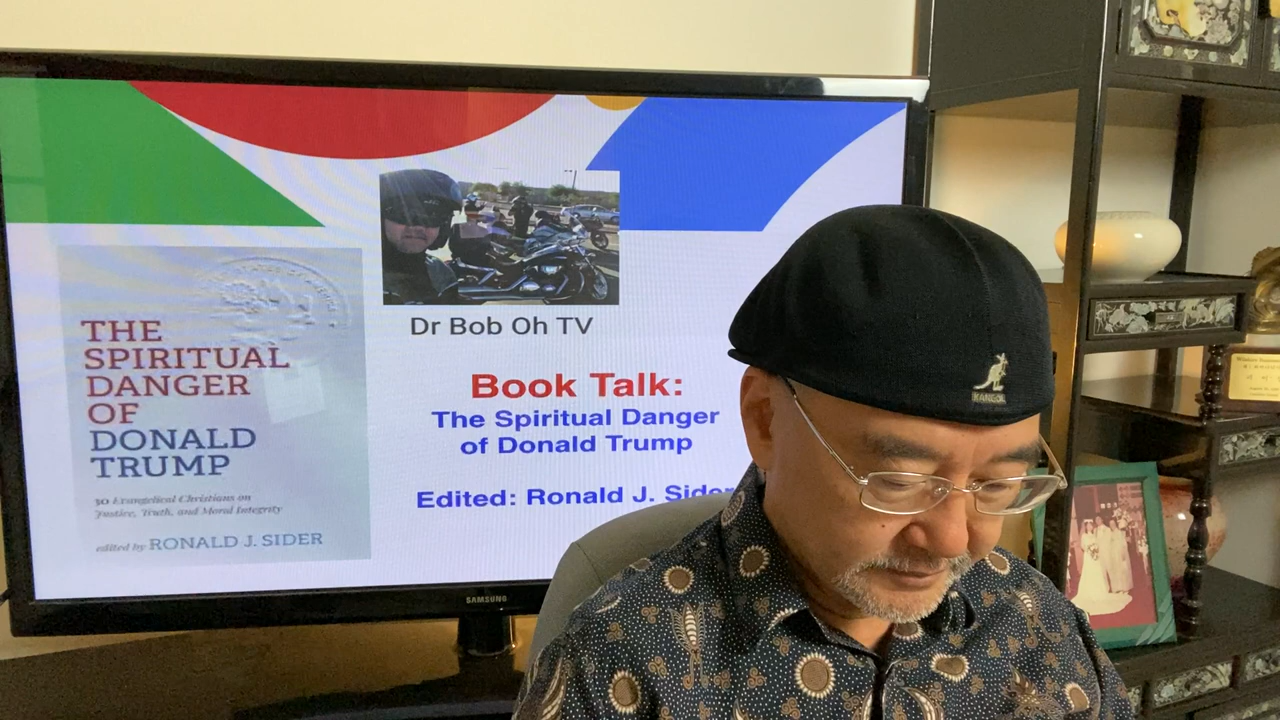 THE
SPIRITUAL
DANGER
OF
DONALD
TRUMP
30 Evangelical Christians on
Justice, Truth, and Moral Integrity
edited by RONALD J. SIDER
Dr Bob Oh TV
Book Talk:
The Spiritual Danger
of Donald Trump
Edited: Ronald J. Sider
SAMSUNG
KANGOL